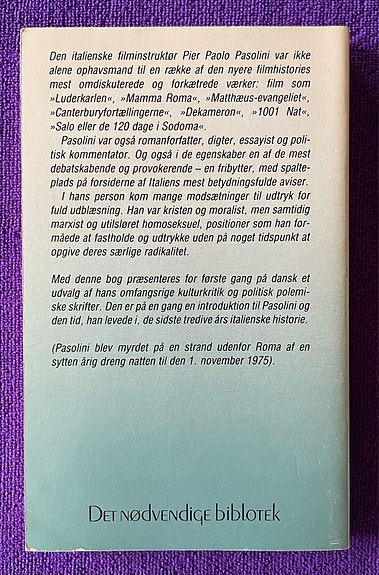 Den italienske filminstruktør Pier Paolo Pasolini var ikke
alene ophavsmand til en række af den nyere filmhistories
mest omdiskuterede og forkætrede værker: film som
»Luderkarlen«, »Mamma Roma«, »Matthæus-evangeliet«,
»Canterburyfortællingerne«, »Dekameron«, »1001 Nat«,
»Salo eller de 120 dage i Sodoma«.
Pasolini var også romanforfatter, digter, essayist og poli-
tisk kommentator. Og også i de egenskaber en af de mest
debatskabende og provokerende – en fribytter, med spalte-
plads på forsiderne af Italiens mest betydningsfulde aviser.
I hans person kom mange modsætninger til udtryk for
fuld udblæsning. Han var kristen og moralist, men samtidig
marxist og utilsløret homoseksuel, positioner som han for-
måede at fastholde og udtrykke uden på noget tidspunkt at
opgive deres særlige radikalitet.
Med denne bog præsenteres for første gang på dansk et
udvalg af hans omfangsrige kulturkritik og politisk polemi-
ske skrifter. Den er på en gang en introduktion til Pasolini og
den tid, han levede i, de sidste tredive års italienske historie.
(Pasolini blev myrdet på en strand udenfor Roma af en
sytten årig dreng natten til den 1. november 1975).
Det nødvendige biblotek